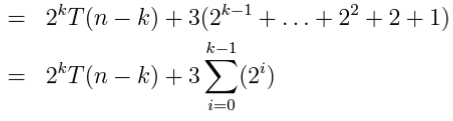 = 2^k T(n − k) + 3(2^{k−1} + . . . + 2^2 + 2 + 1)
= 2^k T(n − k) + 3 \sum_{i=0}^{k−1} (2^i)